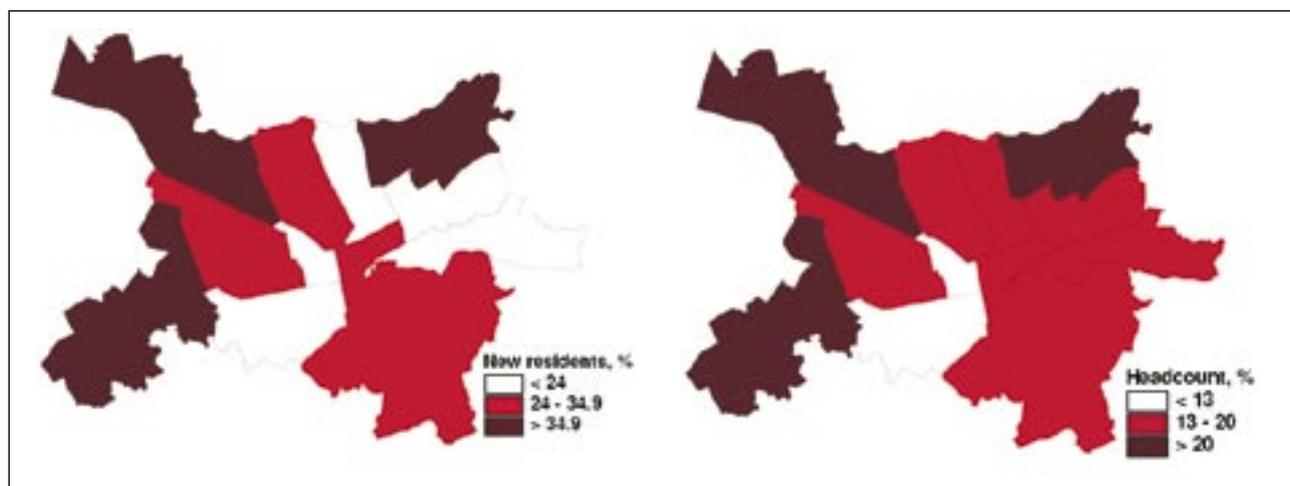 New residents, %
< 24
24 - 34.9
> 34.9
Headcount, %
< 13
13 - 20
> 20